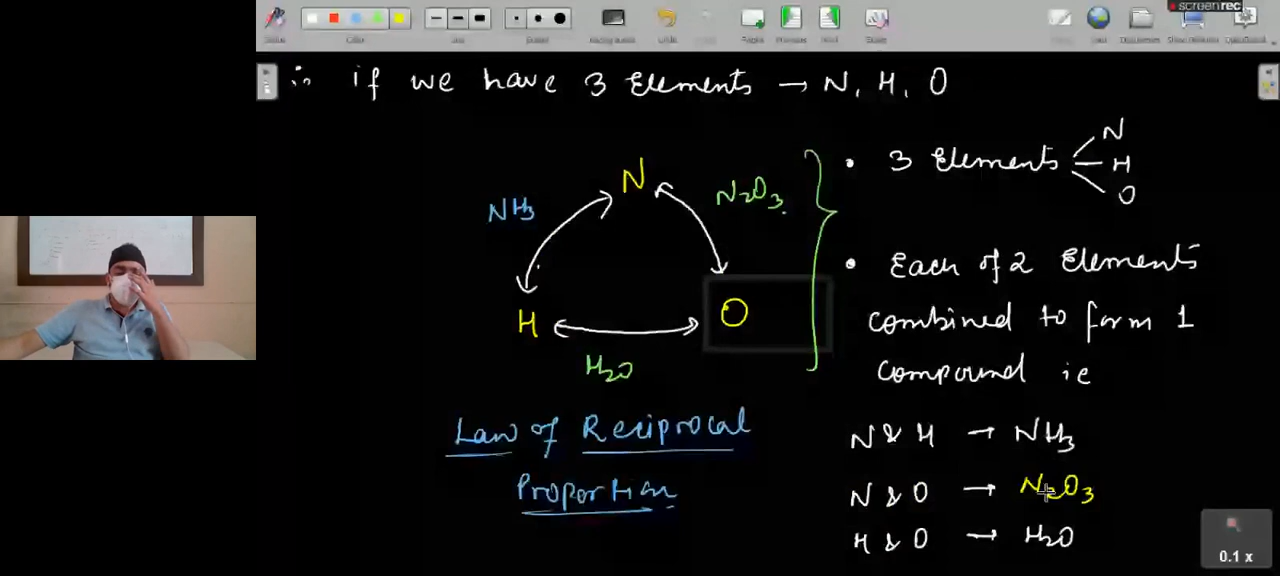 screenrec
∴ if we have 3 Elements → N, H, O
N
NH3
N2O3
H
O
H2O
Law of Reciprocal
Proportion
• 3 Elements
N
H
O
• Each of 2 Elements
combined to form 1
compound ie
N & H → NH3
N & O → N2O3
H & O → H2O
0.1 x